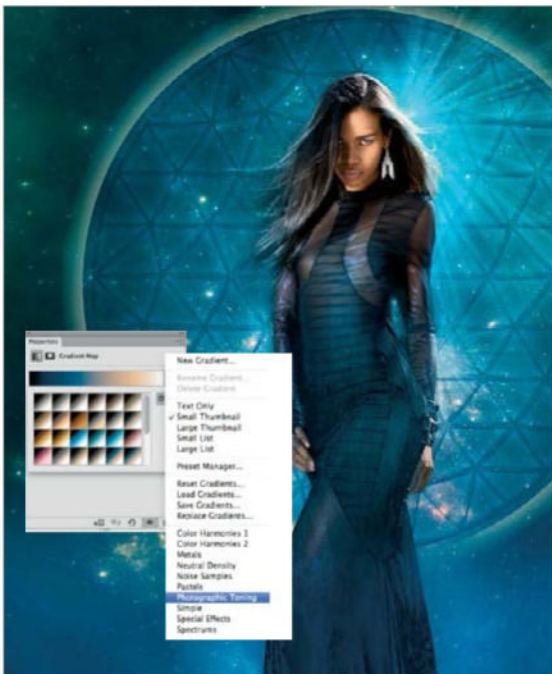 Properties
Gradient Map
New Gradient...
Rename Gradient...
Delete Gradient
Text Only
Small Thumbnail
Large Thumbnail
Small List
Large List
Preset Manager...
Reset Gradients...
Load Gradients...
Save Gradients...
Replace Gradients...
Color Harmonies 1
Color Harmonies 2
Metals
Neutral Density
Noise Samples
Pastels
Photographic Toning
Simple
Special Effects
Spectrums